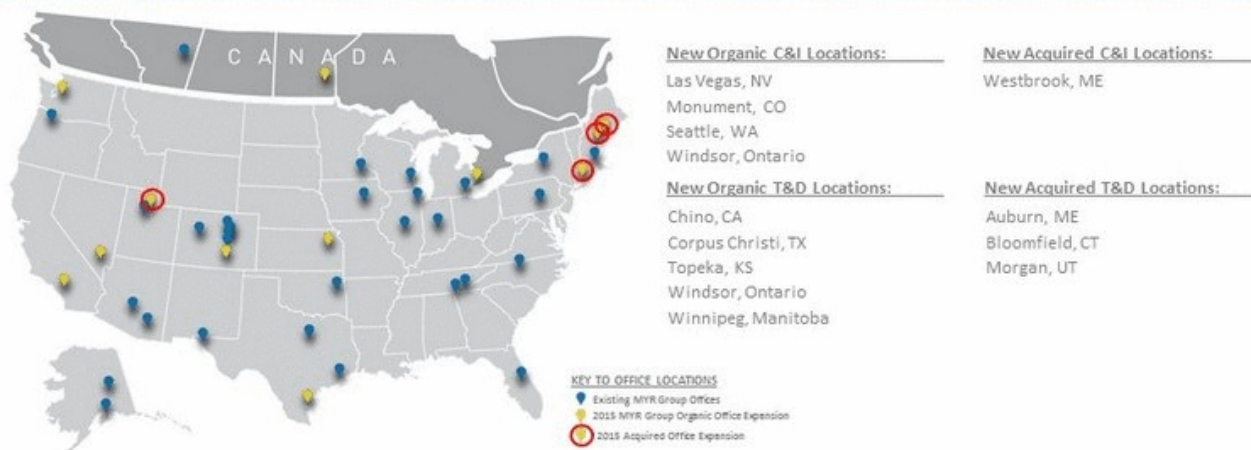 CANADA
New Organic C&I Locations:
Las Vegas, NV
Monument, CO
Seattle, WA
Windsor, Ontario
New Acquired C&I Locations:
Westbrook, ME
New Organic T&D Locations:
Chino, CA
Corpus Christi, TX
Topeka, KS
Windsor, Ontario
Winnipeg, Manitoba
New Acquired T&D Locations:
Auburn, ME
Bloomfield, CT
Morgan, UT
KEY TO OFFICE LOCATIONS
Existing MYR Group Offices
2015 MYR Group Organic Office Expansion
2015 Acquired Office Expansion